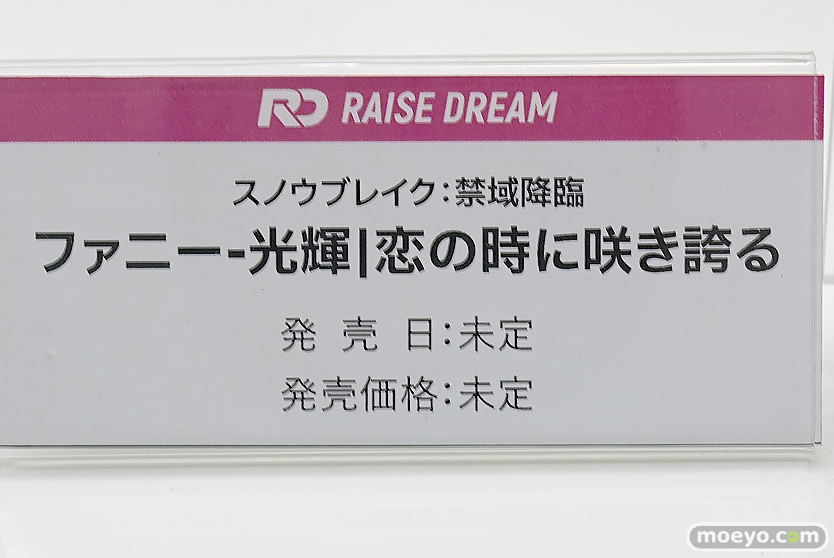 RD RAISE DREAM
スノウブレイク：禁域降臨
ファニー-光輝|恋の時に咲き誇る
発 売 日：未定
発売価格：未定
moeyo.com